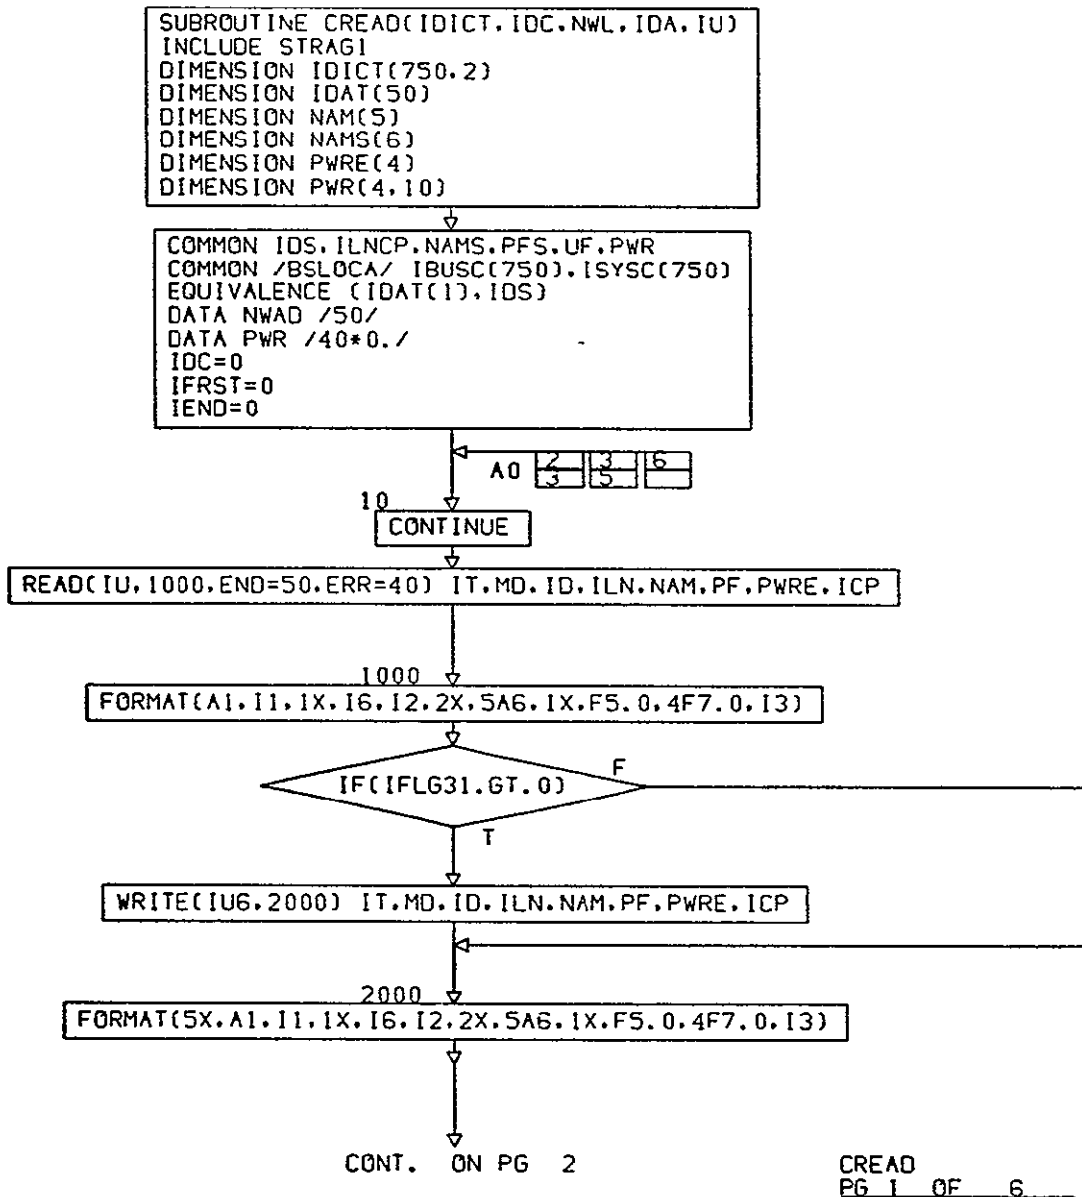 SUBROUTINE CREAD(IDICT,IDC,NWL,IDA,IU)
INCLUDE STRAG1
DIMENSION IDICT(750,2)
DIMENSION IDAT(50)
DIMENSION NAM(5)
DIMENSION NAMS(6)
DIMENSION PWRE(4)
DIMENSION PWR(4,10)
COMMON IDS,ILNCP,NAMS,PFS,UF,PWR
COMMON /BSLOCA/ IBUSC(750),ISYSC(750)
EQUIVALENCE (IDAT(1),IDS)
DATA NWAD /50/
DATA PWR /40*0./
IDC=0
IFRST=0
IEND=0
A0 2 3 6
3 5
10
CONTINUE
READ(IU,1000,END=50,ERR=40) IT,MD,ID,ILN,NAM,PF,PWRE,ICP
1000
FORMAT(A1,I1,1X,I6,I2,2X,5A6,1X,F5.0,4F7.0,I3)
IF(IFLG31.GT.0)
F
T
WRITE(IU6,2000) IT,MD,ID,ILN,NAM,PF,PWRE,ICP
2000
FORMAT(5X,A1,I1,1X,I6,I2,2X,5A6,1X,F5.0,4F7.0,I3)
CONT. ON PG 2
CREAD
PG 1 OF 6